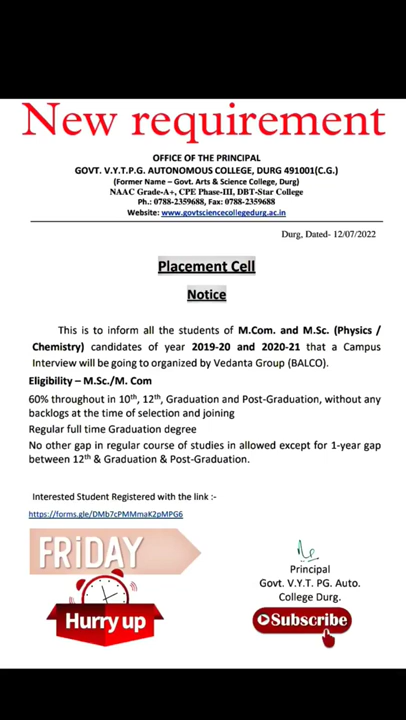 New requirement
OFFICE OF THE PRINCIPAL
GOVT. V.Y.T.P.G. AUTONOMOUS COLLEGE, DURG 491001(C.G.)
(Former Name – Govt. Arts & Science College, Durg)
NAAC Grade-A+, CPE Phase-III, DBT-Star College
Ph.: 0788-2359688, Fax: 0788-2359688
Website: www.govtsciencecollegedurg.ac.in
Durg, Dated- 12/07/2022
Placement Cell
Notice
This is to inform all the students of M.Com. and M.Sc. (Physics /
Chemistry) candidates of year 2019-20 and 2020-21 that a Campus
Interview will be going to organized by Vedanta Group (BALCO).
Eligibility – M.Sc./M. Com
60% throughout in 10th, 12th, Graduation and Post-Graduation, without any
backlogs at the time of selection and joining
Regular full time Graduation degree
No other gap in regular course of studies in allowed except for 1-year gap
between 12th & Graduation & Post-Graduation.
Interested Student Registered with the link :-
https://forms.gle/DMb7cPMMmaK2pMPG6
FRiDAY
Hurry up
Principal
Govt. V.Y.T. PG. Auto.
College Durg.
Subscribe